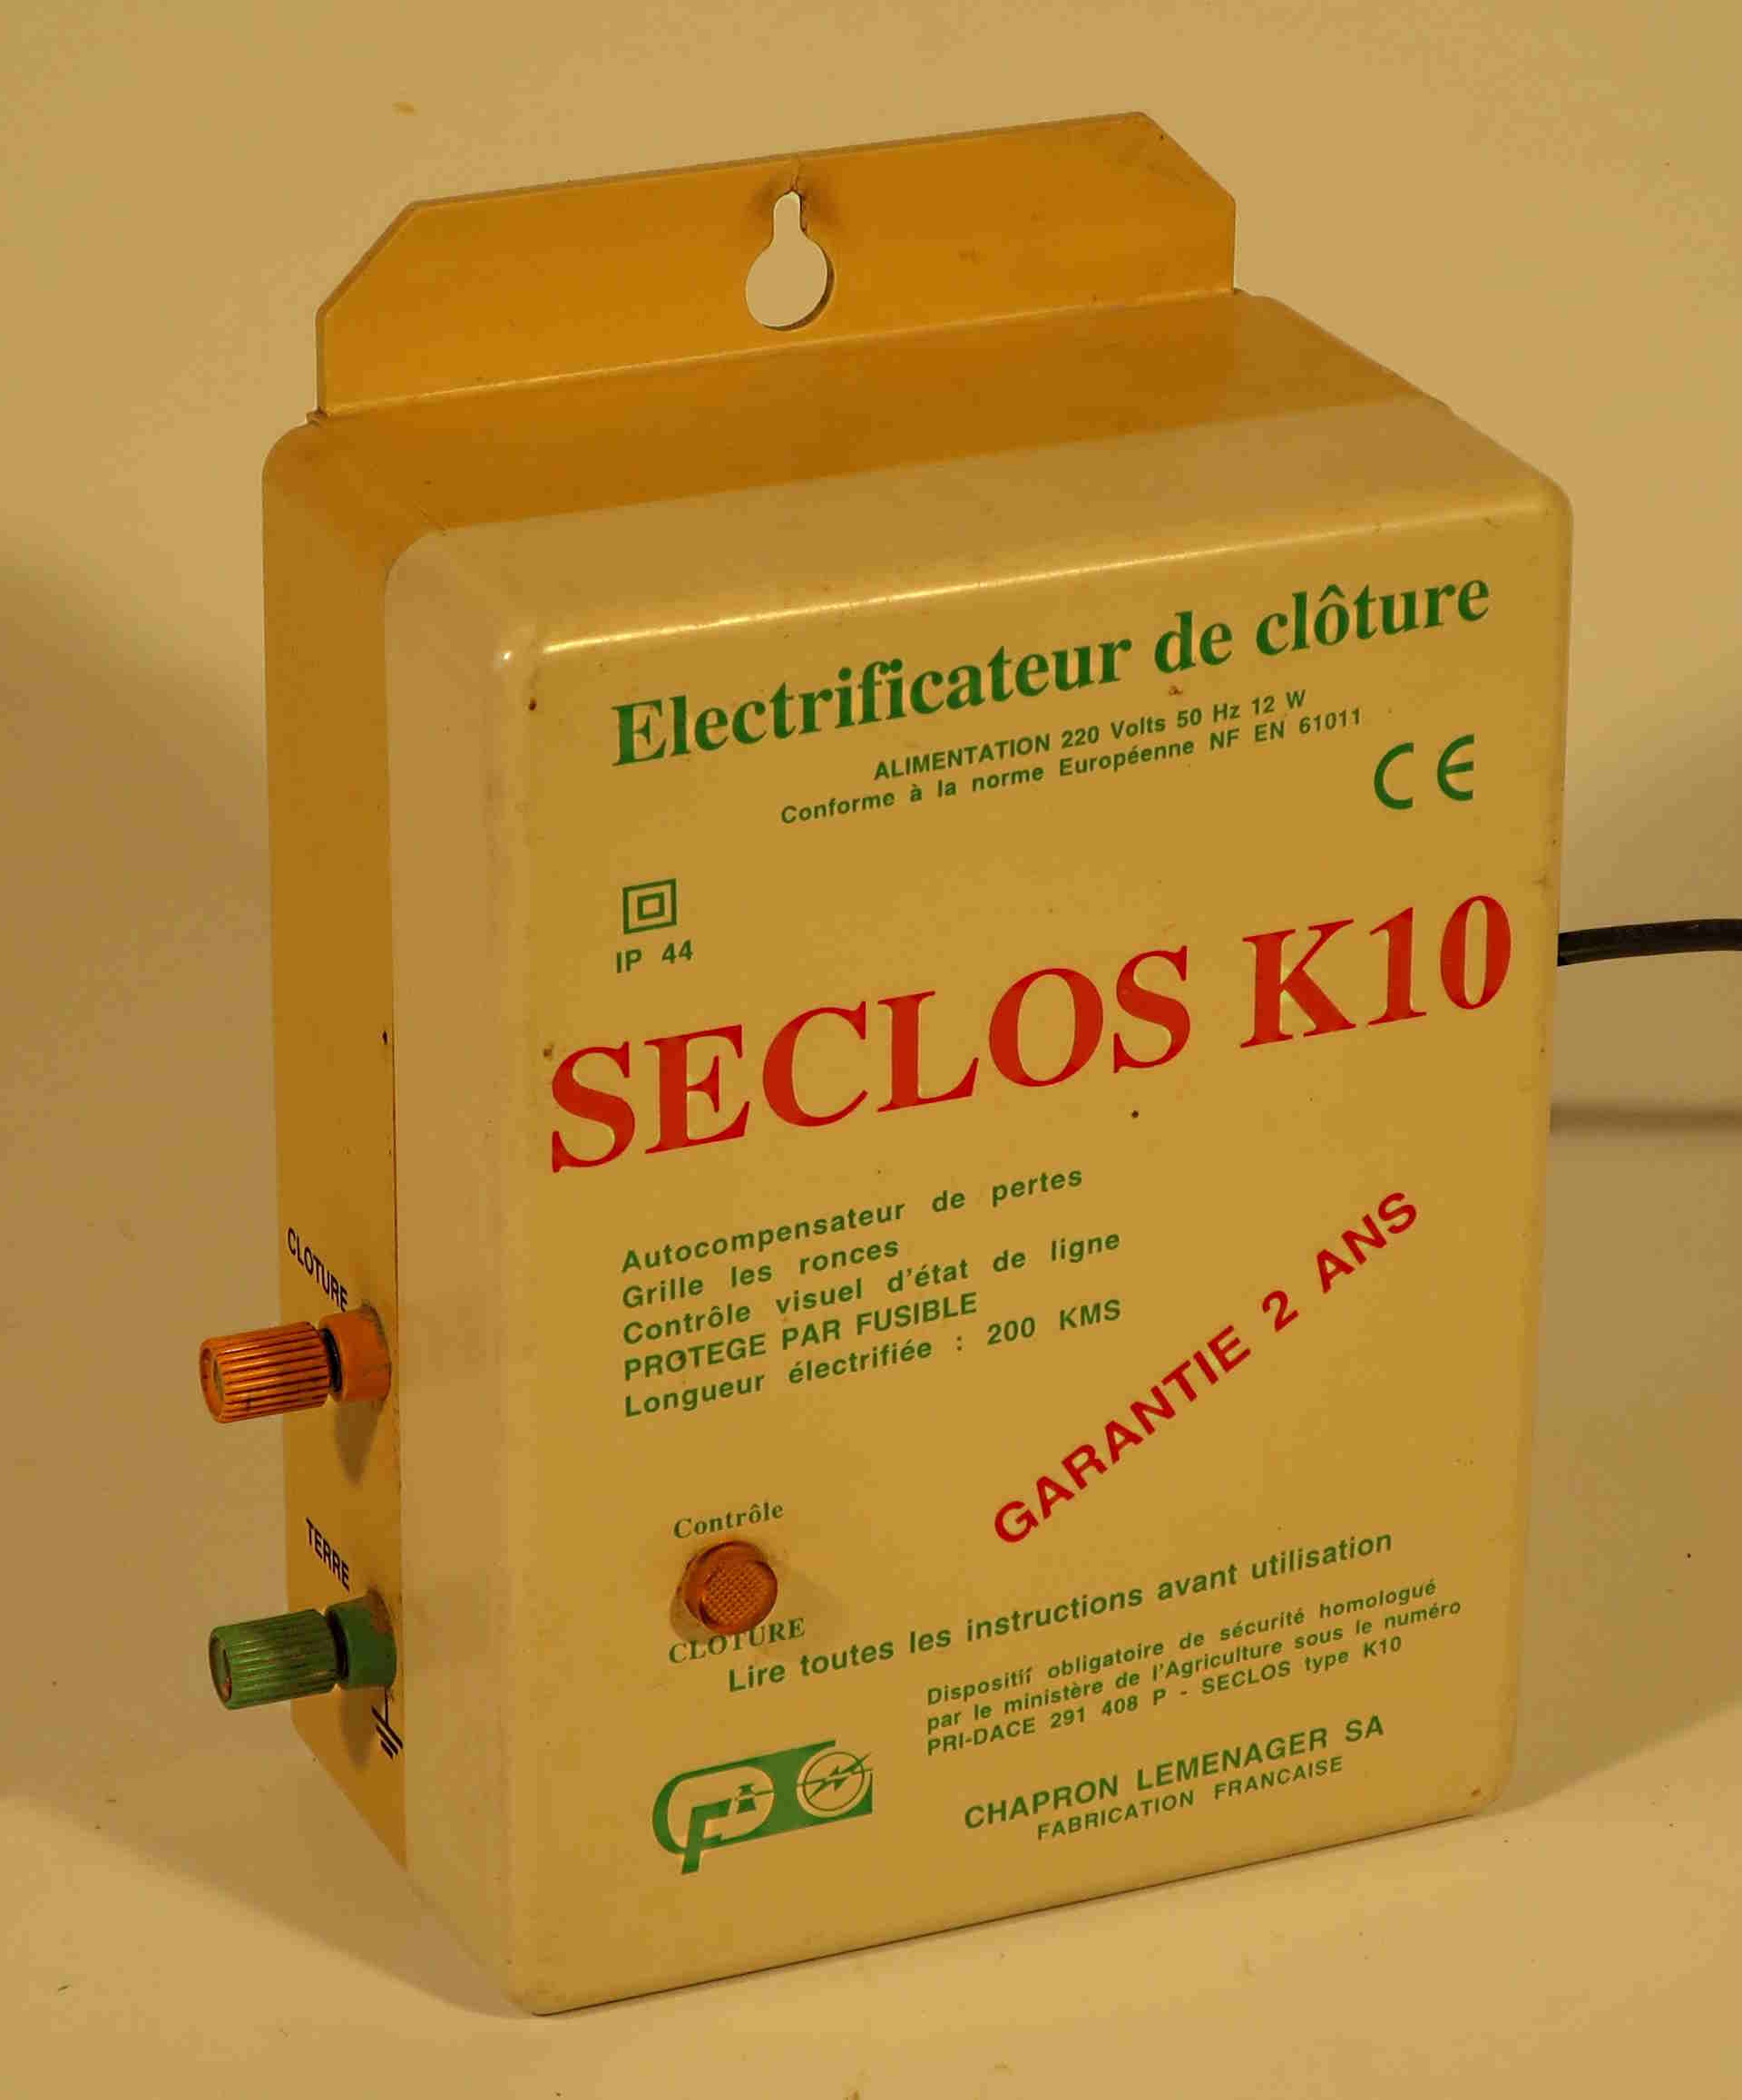 Electrificateur de clôture
ALIMENTATION 220 Volts 50 Hz 12 W
Conforme à la norme Européenne NF EN 61011
CE
IP 44
SECLOS K10
Autocompensateur de pertes
Grille les ronces
Contrôle visuel d'état de ligne
PROTEGE PAR FUSIBLE
Longueur électrifiée : 200 KMS
GARANTIE 2 ANS
CLOTURE
TERRE
Contrôle
CLOTURE
Lire toutes les instructions avant utilisation
Dispositif obligatoire de sécurité homologué
par le ministère de l'Agriculture sous le numéro
PRI-DACE 291 408 P - SECLOS type K10
CHAPRON LEMENAGER SA
FABRICATION FRANCAISE